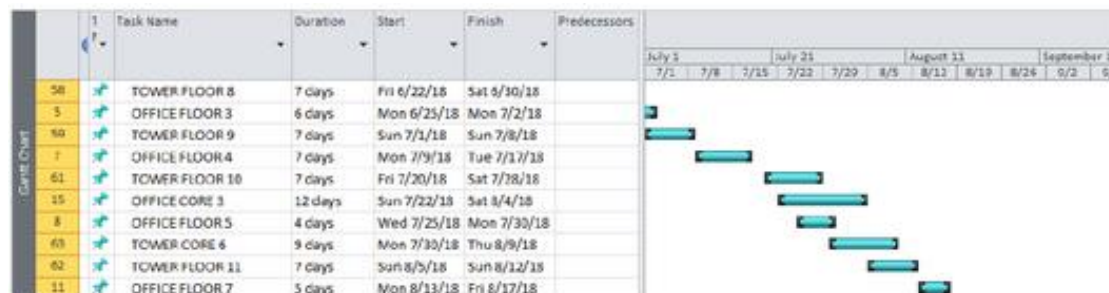 Task Name Duration Start Finish Predecessors
July 1 July 21 August 11 September 1
7/1 7/8 7/15 7/22 7/29 8/5 8/12 8/19 8/26 9/2
58 TOWER FLOOR 8 7 days Fri 6/22/18 Sat 6/30/18
5 OFFICE FLOOR 3 6 days Mon 6/25/18 Mon 7/2/18
59 TOWER FLOOR 9 7 days Sun 7/1/18 Sun 7/8/18
7 OFFICE FLOOR 4 7 days Mon 7/9/18 Tue 7/17/18
61 TOWER FLOOR 10 7 days Fri 7/20/18 Sat 7/28/18
15 OFFICE CORE 3 12 days Sun 7/22/18 Sat 8/4/18
8 OFFICE FLOOR 5 4 days Wed 7/25/18 Mon 7/30/18
63 TOWER CORE 6 9 days Mon 7/30/18 Thu 8/9/18
62 TOWER FLOOR 11 7 days Sun 8/5/18 Sun 8/12/18
11 OFFICE FLOOR 7 5 days Mon 8/13/18 Fri 8/17/18
Gantt Chart